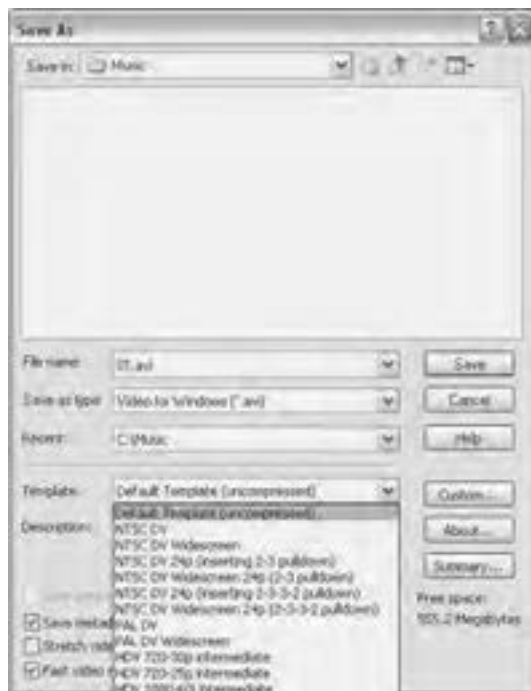 Save As
Save in: Music
File name:
Save
Save as type: Video for Windows (*.avi)
Cancel
Recent: C:\Music
Help
Template: Default Template (uncompressed)
Custom...
Default Template (uncompressed)
Description:
NTSC DV
About...
NTSC DV Widescreen
NTSC DV 24p (inserting 2-3 pulldown)
Summary...
NTSC DV Widescreen 24p (2-3 pulldown)
NTSC DV 24p (inserting 2-3-3-2 pulldown)
Free space:
NTSC DV Widescreen 24p (2-3-3-2 pulldown)
Megabytes
Save
PAL DV
Stretch
PAL DV Widescreen
HDV 720-30p intermediate
Fast video
HDV 720-25p intermediate